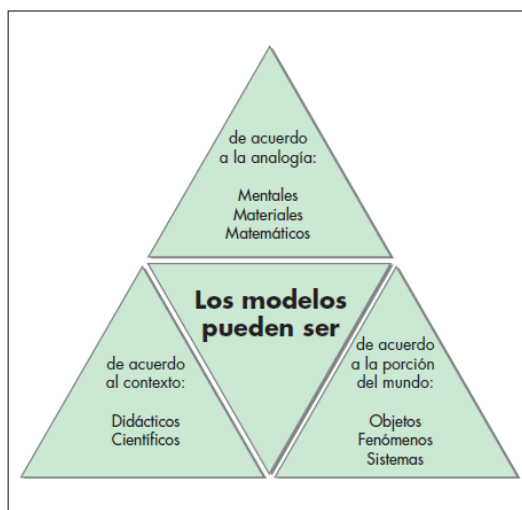 de acuerdo
a la analogía:
Mentales
Materiales
Matemáticos
Los modelos
pueden ser
de acuerdo
al contexto:
Didácticos
Científicos
de acuerdo
a la porción
del mundo:
Objetos
Fenómenos
Sistemas